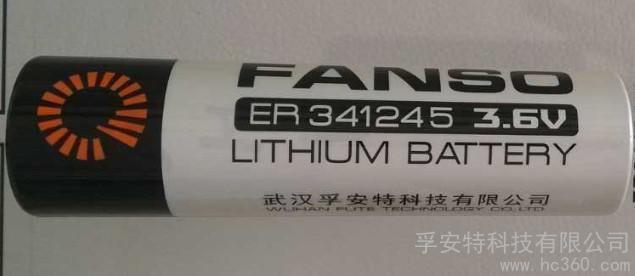 FANSO
ER 341245 3.6V
LITHIUM BATTERY
武汉孚安特科技有限公司
WUHAN FUTE TECHNOLOGY CO.,LTD
孚安特科技有限公司
www.hc360.com